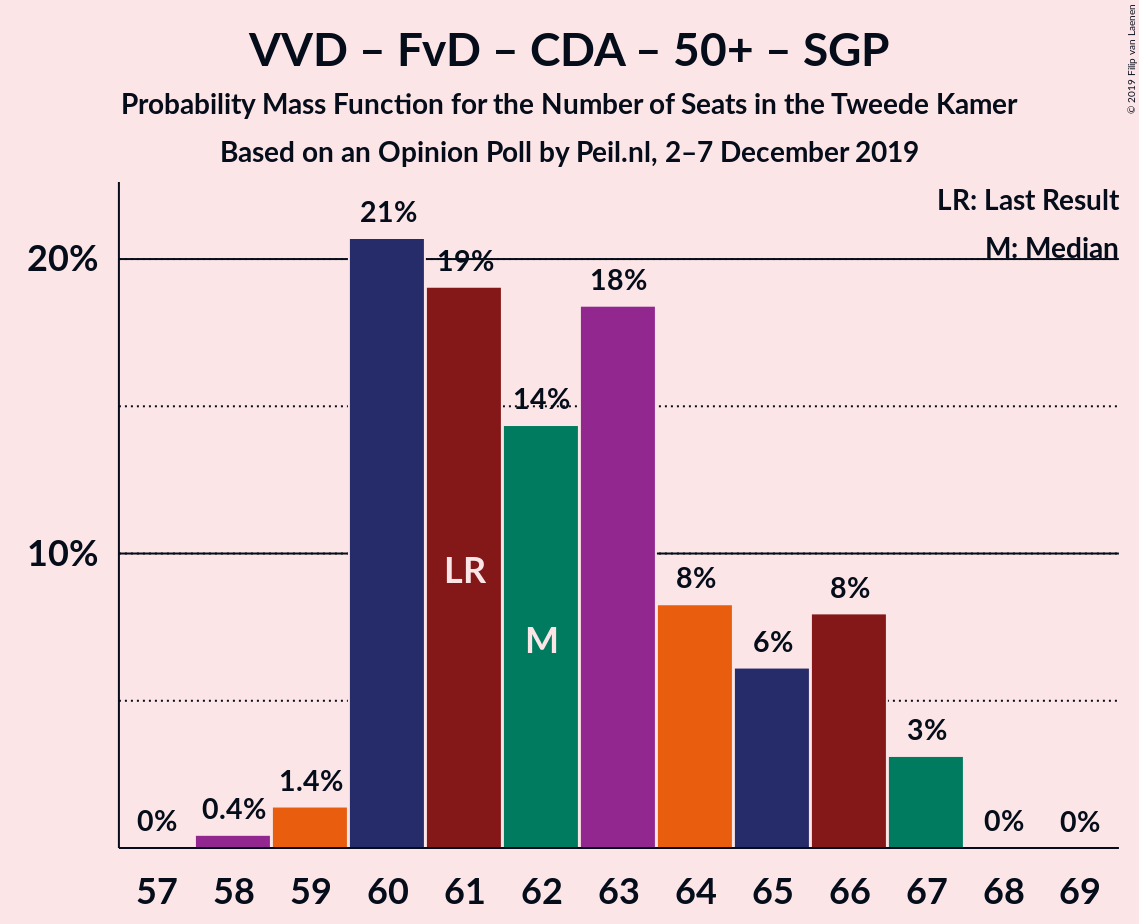 VVD – FvD – CDA – 50+ – SGP
Probability Mass Function for the Number of Seats in the Tweede Kamer
Based on an Opinion Poll by Peil.nl, 2–7 December 2019
© 2019 Filip van Laenen
LR: Last Result
M: Median
20%
10%
0%
0.4%
1.4%
21%
19%
14%
18%
8%
6%
8%
3%
0%
0%
LR
M
57 58 59 60 61 62 63 64 65 66 67 68 69